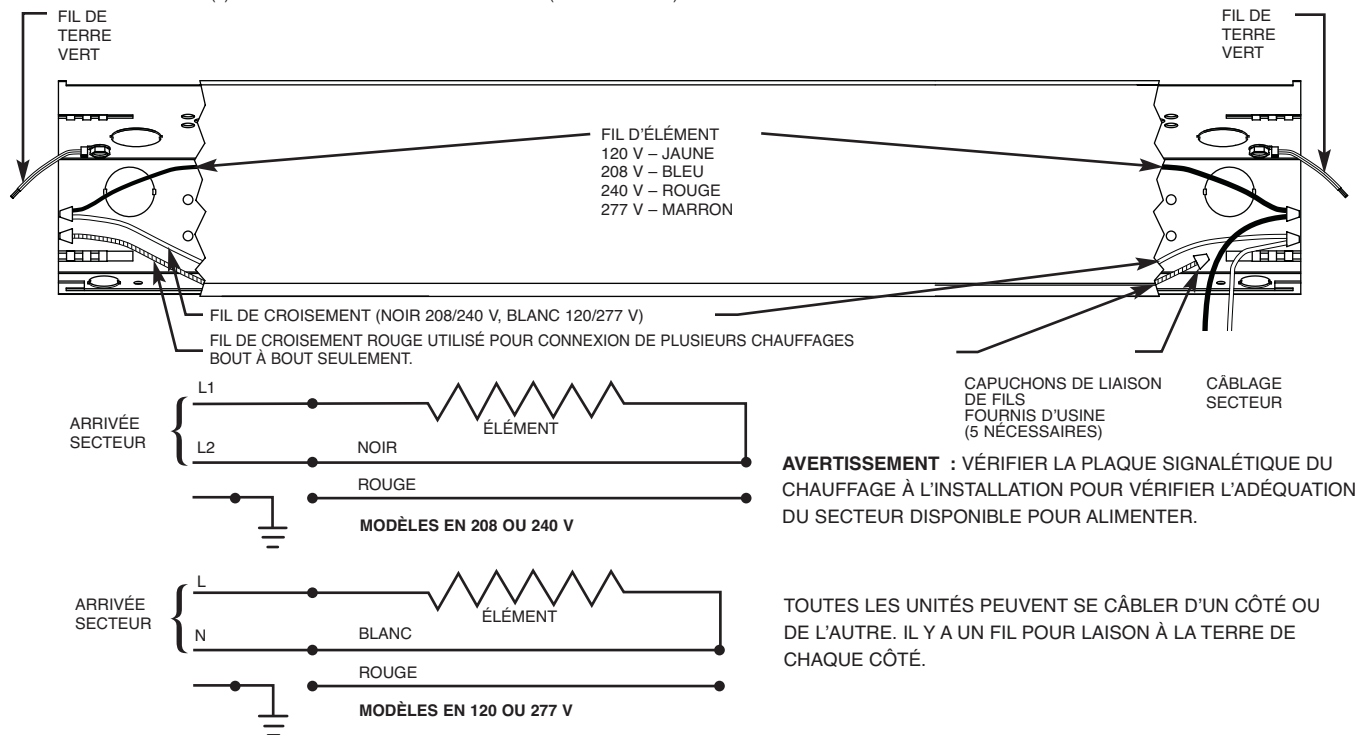 FIL DE
TERRE
VERT
FIL DE
TERRE
VERT
FIL D'ÉLÉMENT
120 V – JAUNE
208 V – BLEU
240 V – ROUGE
277 V – MARRON
FIL DE CROISEMENT (NOIR 208/240 V, BLANC 120/277 V)
FIL DE CROISEMENT ROUGE UTILISÉ POUR CONNEXION DE PLUSIEURS CHAUFFAGES
BOUT À BOUT SEULEMENT.
CAPUCHONS DE LIAISON
DE FILS
FOURNIS D'USINE
(5 NÉCESSAIRES)
CÂBLAGE
SECTEUR
ARRIVÉE
SECTEUR
L1
ÉLÉMENT
L2
NOIR
ROUGE
MODÈLES EN 208 OU 240 V
AVERTISSEMENT : VÉRIFIER LA PLAQUE SIGNALÉTIQUE DU
CHAUFFAGE À L'INSTALLATION POUR VÉRIFIER L'ADÉQUATION
DU SECTEUR DISPONIBLE POUR ALIMENTER.
ARRIVÉE
SECTEUR
L
ÉLÉMENT
N
BLANC
ROUGE
MODÈLES EN 120 OU 277 V
TOUTES LES UNITÉS PEUVENT SE CÂBLER D'UN CÔTÉ OU
DE L'AUTRE. IL Y A UN FIL POUR LAISON À LA TERRE DE
CHAQUE CÔTÉ.